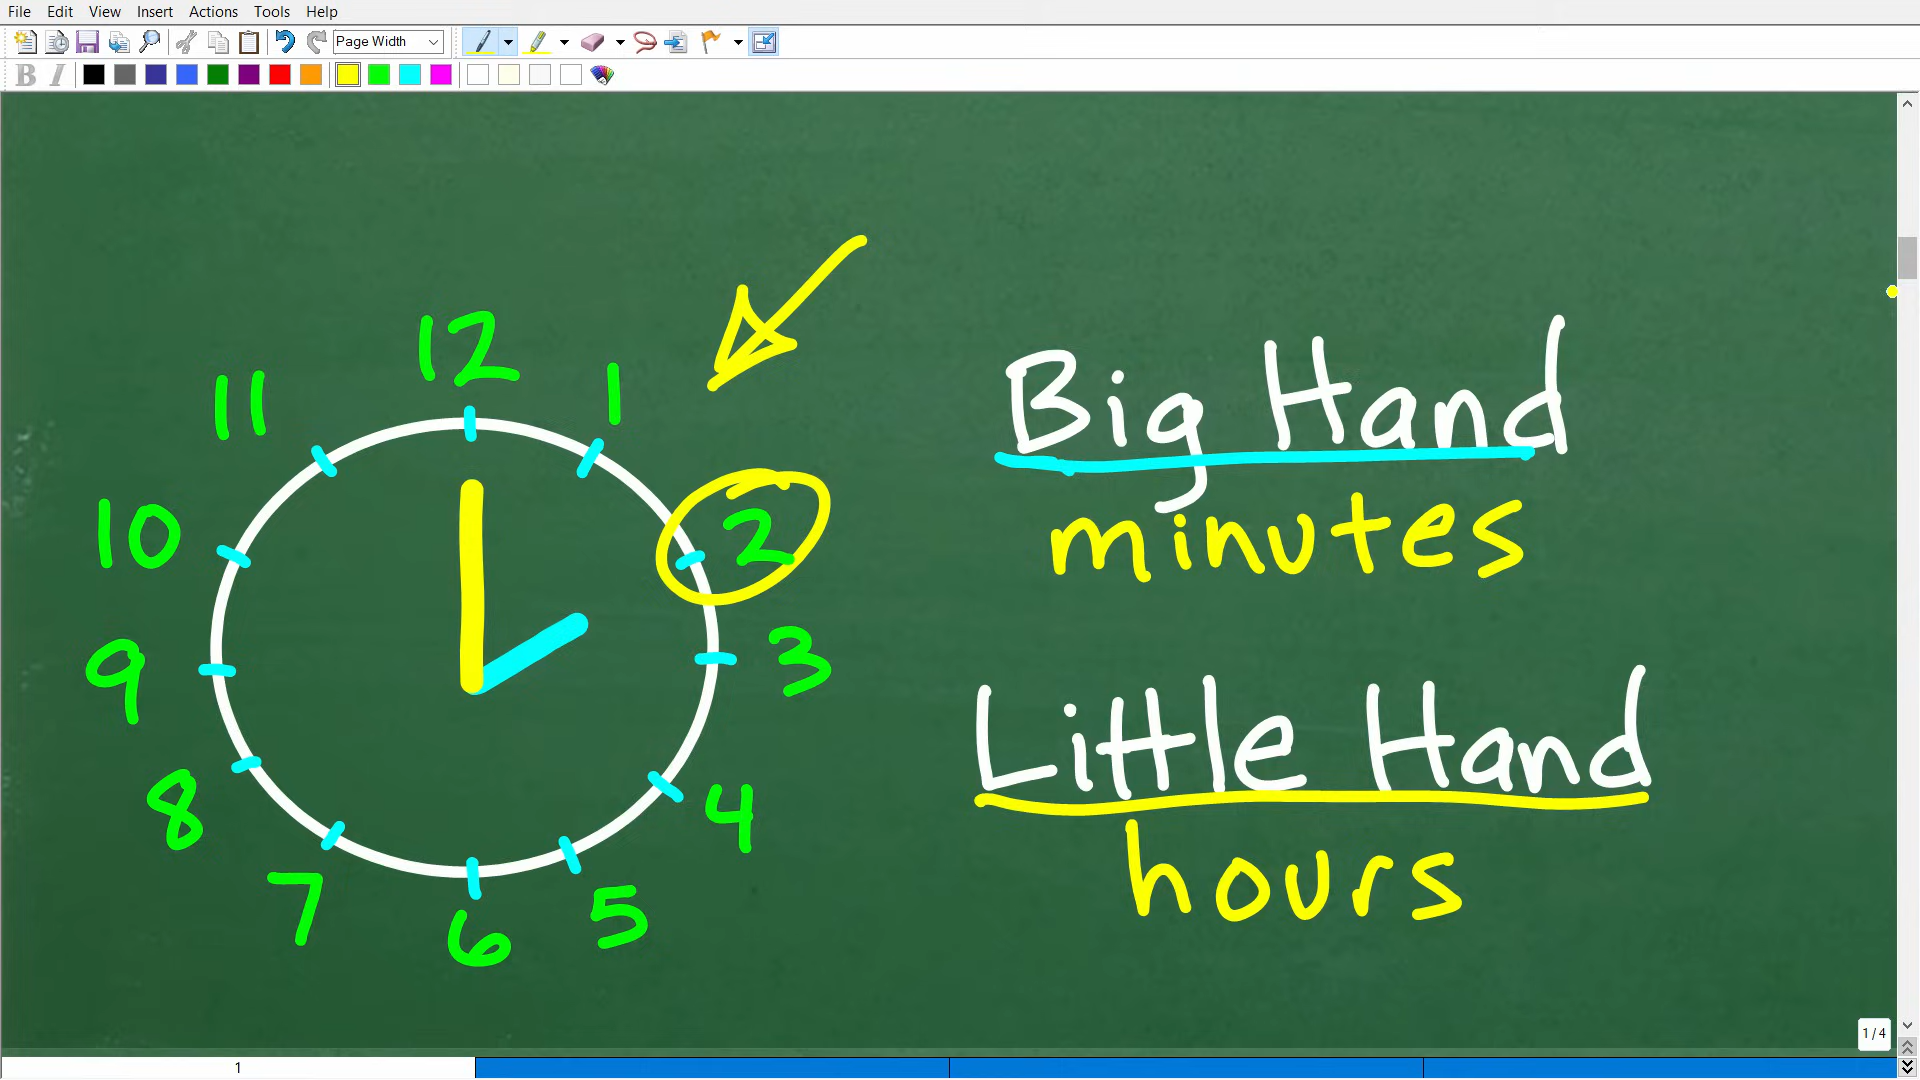 File Edit View Insert Actions Tools Help
Page Width
B I
12
11
1
10
2
9
3
8
4
7
5
6
Big Hand
minutes
Little Hand
hours
1 / 4
1